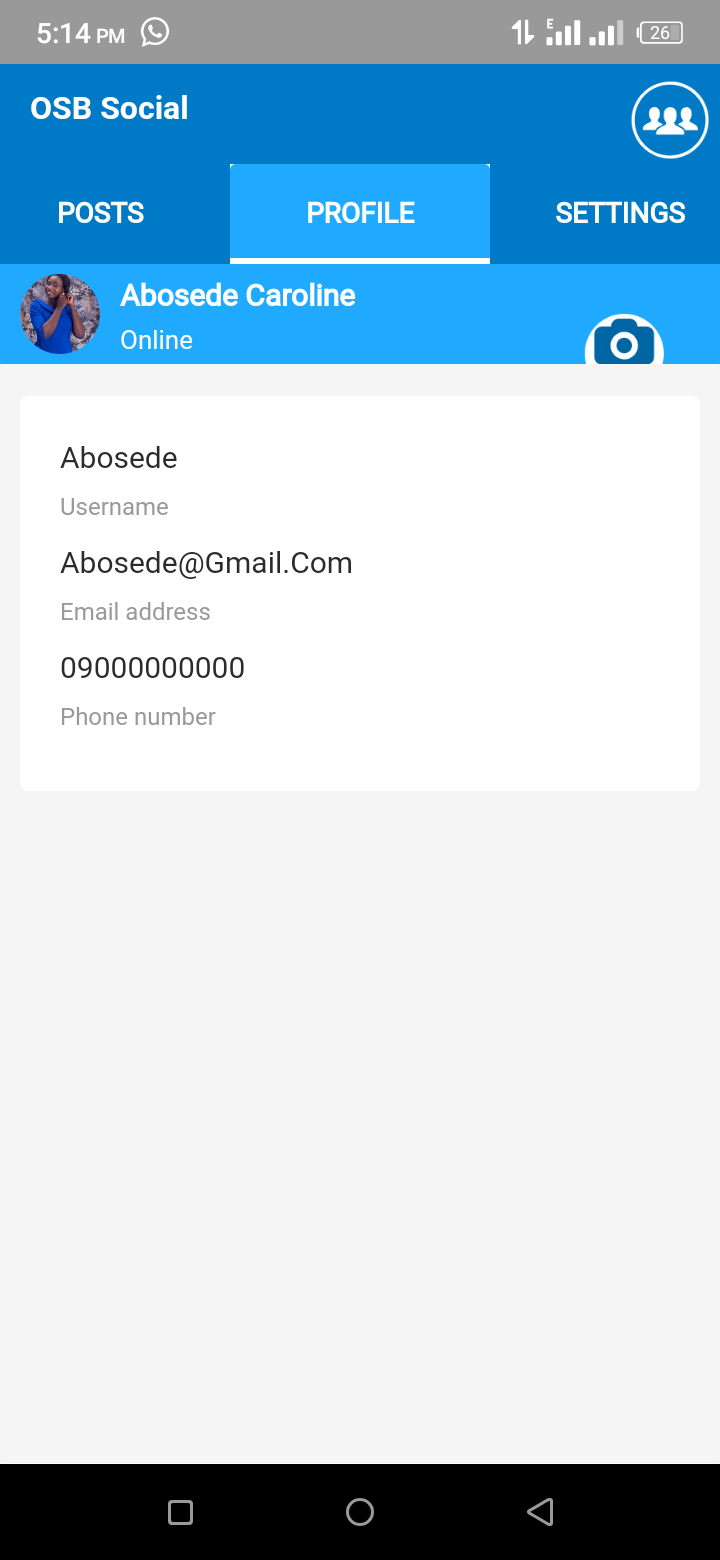 5:14 PM
E
26
OSB Social
POSTS
PROFILE
SETTINGS
Abosede Caroline
Online
Abosede
Username
Abosede@Gmail.Com
Email address
09000000000
Phone number